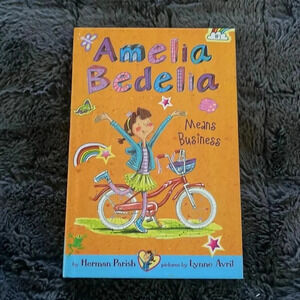 Amelia
Bedelia
Means
Business
by Herman Parish pictures by Lynne Avril